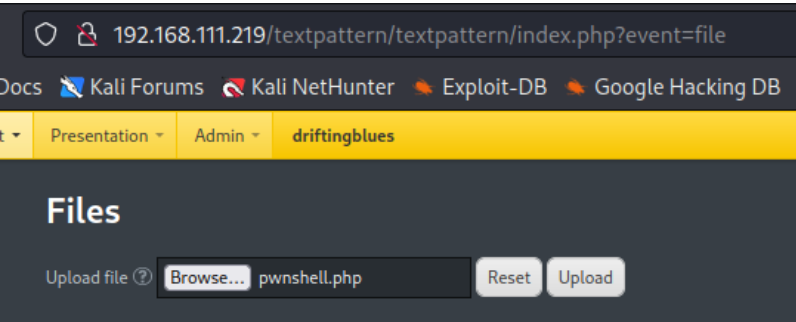 192.168.111.219/textpattern/textpattern/index.php?event=file
Docs Kali Forums Kali NetHunter Exploit-DB Google Hacking DB
t Presentation Admin driftingblues
Files
Upload file ? Browse... pwnshell.php Reset Upload